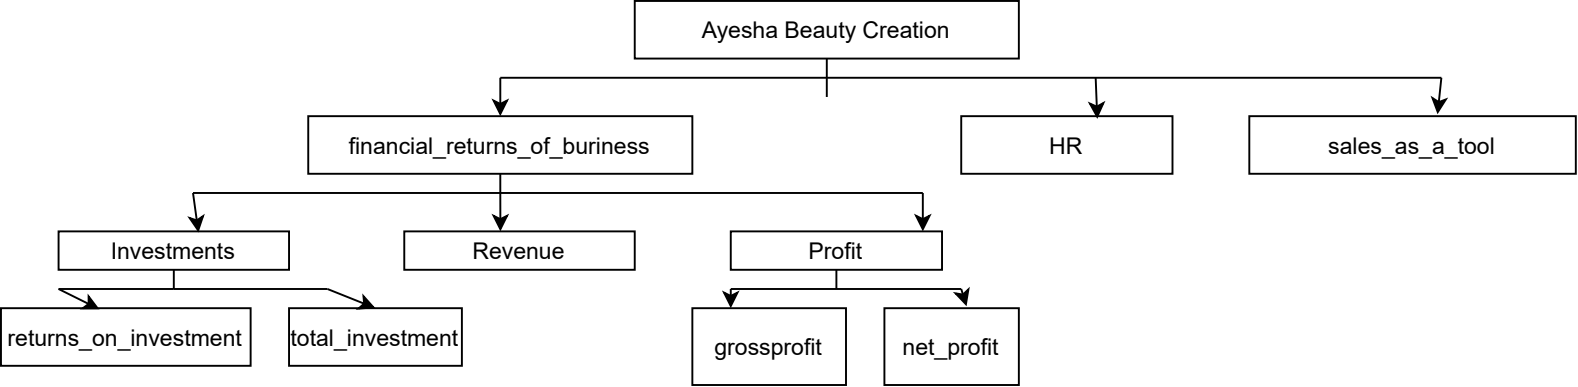 Ayesha Beauty Creation
financial_returns_of_buriness
HR
sales_as_a_tool
Investments
Revenue
Profit
returns_on_investment
total_investment
grossprofit
net_profit